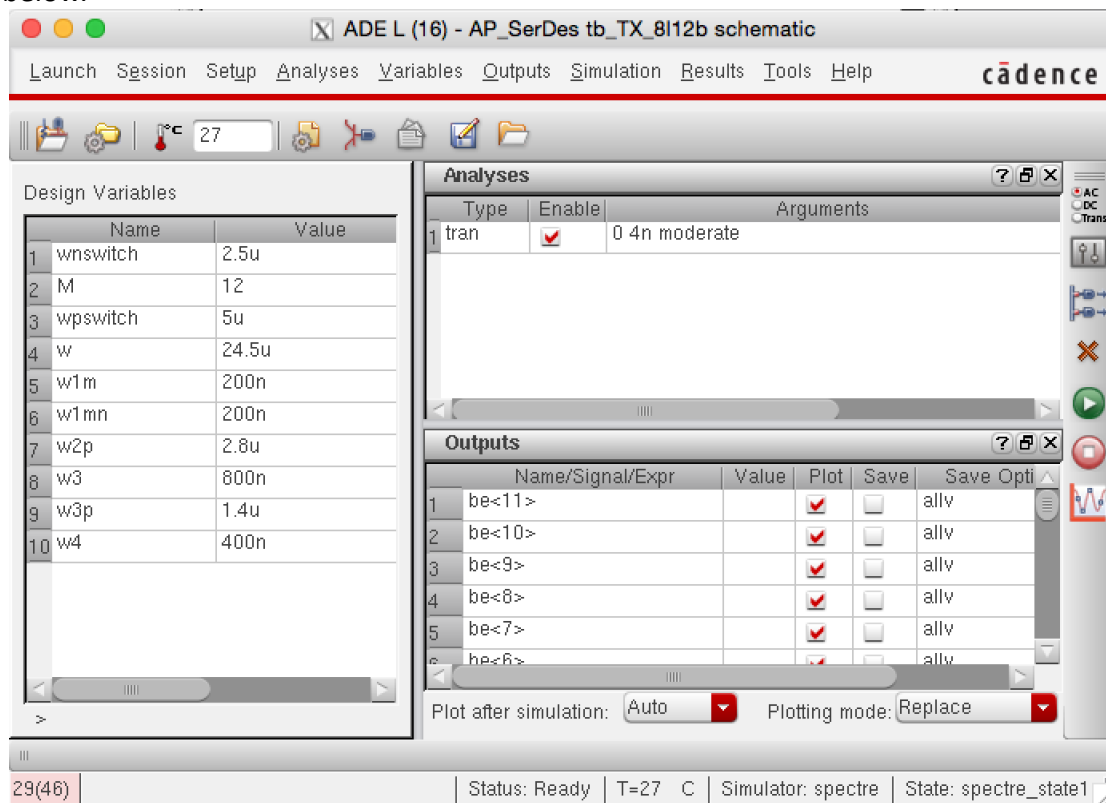 below.
ADE L (16) - AP_SerDes tb_TX_8l12b schematic
Launch Session Setup Analyses Variables Outputs Simulation Results Tools Help cādence
°C 27
Design Variables
Name Value
1 wnswitch 2.5u
2 M 12
3 wpswitch 5u
4 w 24.5u
5 w1m 200n
6 w1mn 200n
7 w2p 2.8u
8 w3 800n
9 w3p 1.4u
10 w4 400n
>
Analyses
Type Enable Arguments
1 tran 0 4n moderate
AC
DC
Trans
Outputs
Name/Signal/Expr Value Plot Save Save Opti
1 be<11> allv
2 be<10> allv
3 be<9> allv
4 be<8> allv
5 be<7> allv
6 be<6> allv
Plot after simulation: Auto Plotting mode: Replace
29(46) Status: Ready T=27 C Simulator: spectre State: spectre_state1